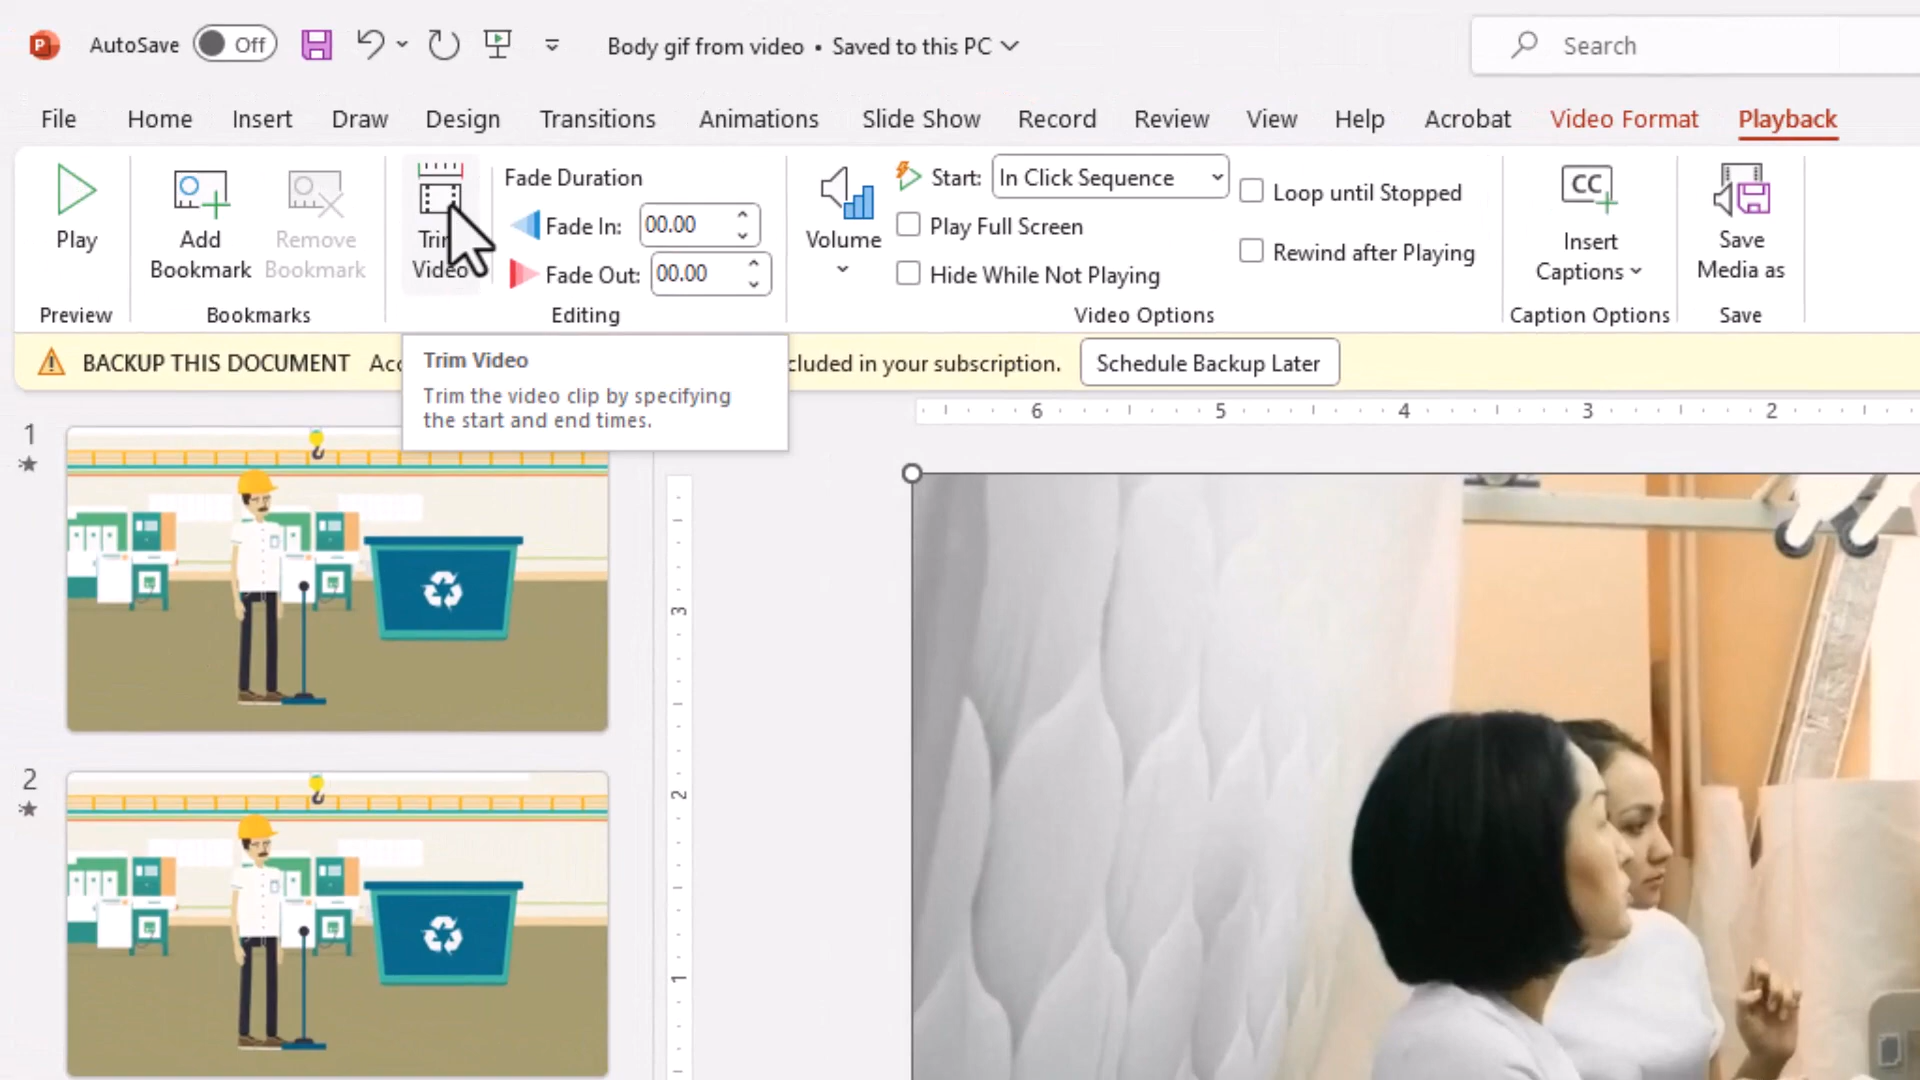 AutoSave Off Body gif from video • Saved to this PC Search
File Home Insert Draw Design Transitions Animations Slide Show Record Review View Help Acrobat Video Format Playback
Play
Add
Bookmark
Remove
Bookmark
Video
Fade Duration
Fade In: 00.00
Fade Out: 00.00
Volume
Start: In Click Sequence
Play Full Screen
Hide While Not Playing
Loop until Stopped
Rewind after Playing
CC
Insert
Captions
Save
Media as
Preview Bookmarks Editing Video Options Caption Options Save
BACKUP THIS DOCUMENT in your subscription. Schedule Backup Later
Trim Video
Trim the video clip by specifying
the start and end times.
6 5 4 3 2
1
2
3
2
1